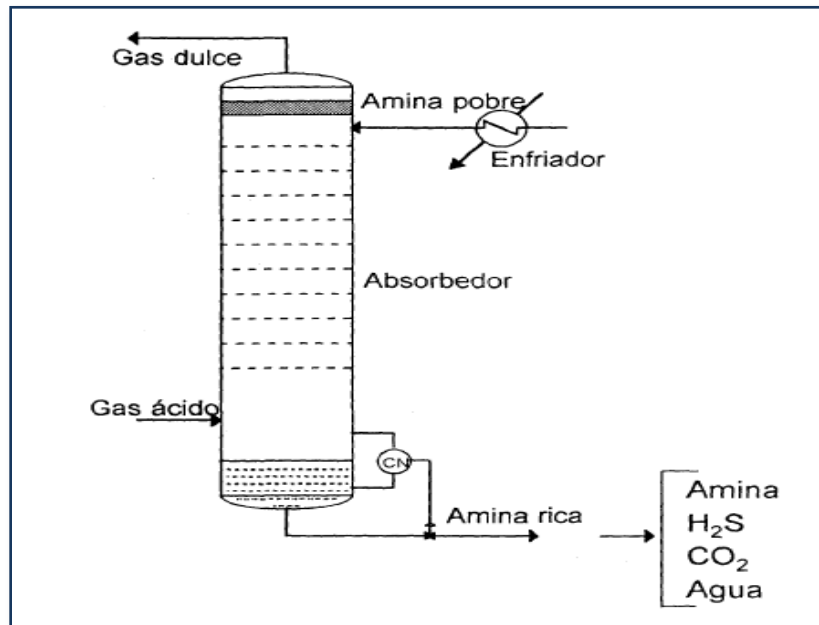 Gas dulce
Amina pobre
Enfriador
Absorbedor
Gas ácido
CN
Amina rica
Amina
H₂S
CO₂
Agua